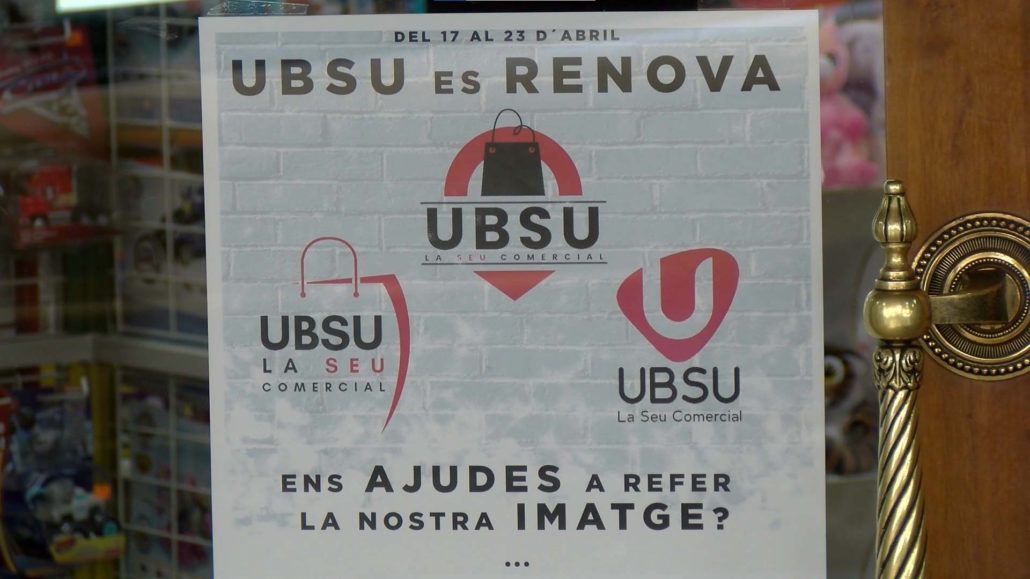 DEL 17 AL 23 D´ABRIL
UBSU ES RENOVA
UBSU
LA SEU COMERCIAL
UBSU
LA SEU
COMERCIAL
U
UBSU
La Seu Comercial
ENS AJUDES A REFER
LA NOSTRA IMATGE?
...